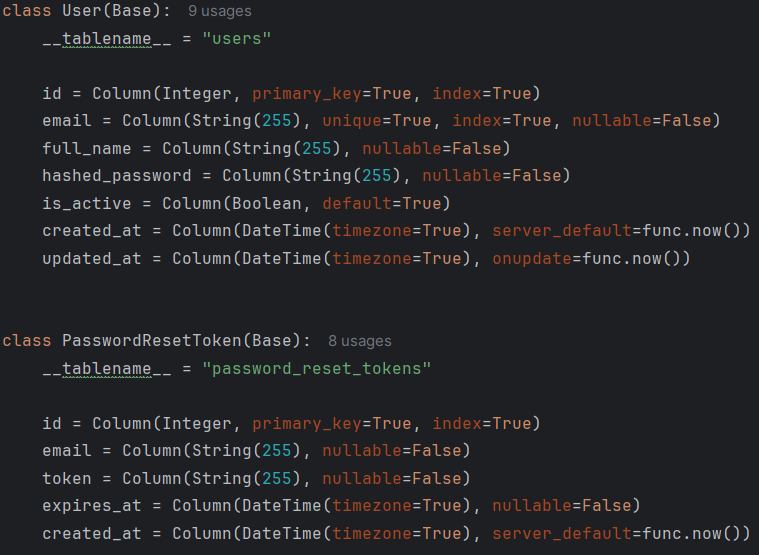 class User(Base):  9 usages
    __tablename__ = "users"
    id = Column(Integer, primary_key=True, index=True)
    email = Column(String(255), unique=True, index=True, nullable=False)
    full_name = Column(String(255), nullable=False)
    hashed_password = Column(String(255), nullable=False)
    is_active = Column(Boolean, default=True)
    created_at = Column(DateTime(timezone=True), server_default=func.now())
    updated_at = Column(DateTime(timezone=True), onupdate=func.now())
class PasswordResetToken(Base):  8 usages
    __tablename__ = "password_reset_tokens"
    id = Column(Integer, primary_key=True, index=True)
    email = Column(String(255), nullable=False)
    token = Column(String(255), nullable=False)
    expires_at = Column(DateTime(timezone=True), nullable=False)
    created_at = Column(DateTime(timezone=True), server_default=func.now())